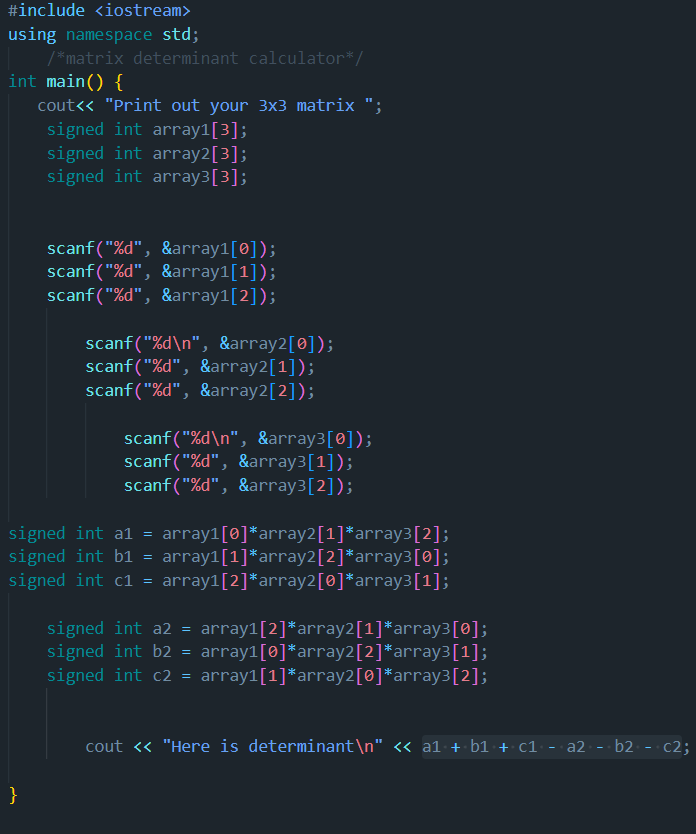 #include <iostream>
using namespace std;
/*matrix determinant calculator*/
int main() {
cout<< "Print out your 3x3 matrix ";
signed int array1[3];
signed int array2[3];
signed int array3[3];
scanf("%d", &array1[0]);
scanf("%d", &array1[1]);
scanf("%d", &array1[2]);
scanf("%d\n", &array2[0]);
scanf("%d", &array2[1]);
scanf("%d", &array2[2]);
scanf("%d\n", &array3[0]);
scanf("%d", &array3[1]);
scanf("%d", &array3[2]);
signed int a1 = array1[0]*array2[1]*array3[2];
signed int b1 = array1[1]*array2[2]*array3[0];
signed int c1 = array1[2]*array2[0]*array3[1];
signed int a2 = array1[2]*array2[1]*array3[0];
signed int b2 = array1[0]*array2[2]*array3[1];
signed int c2 = array1[1]*array2[0]*array3[2];
cout << "Here is determinant\n" << a1 + b1 + c1 - a2 - b2 - c2;
}